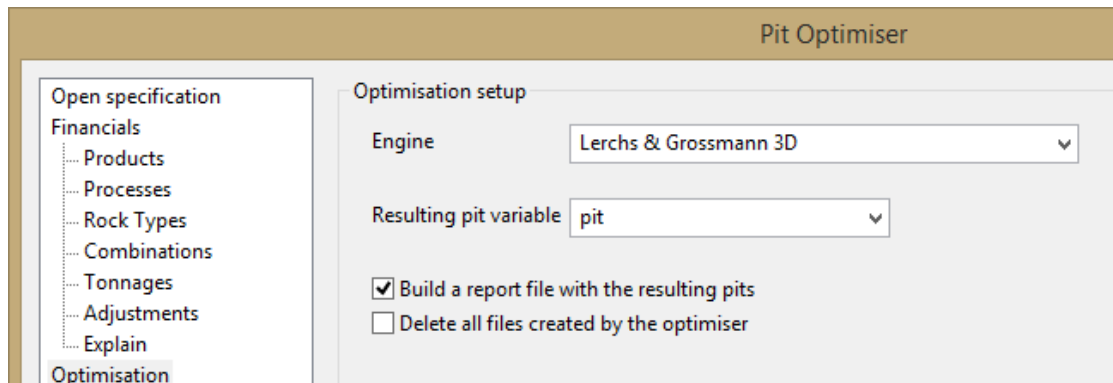 Pit Optimiser
Open specification
Financials
Products
Processes
Rock Types
Combinations
Tonnages
Adjustments
Explain
Optimisation
Optimisation setup
Engine Lerchs & Grossmann 3D
Resulting pit variable pit
Build a report file with the resulting pits
Delete all files created by the optimiser